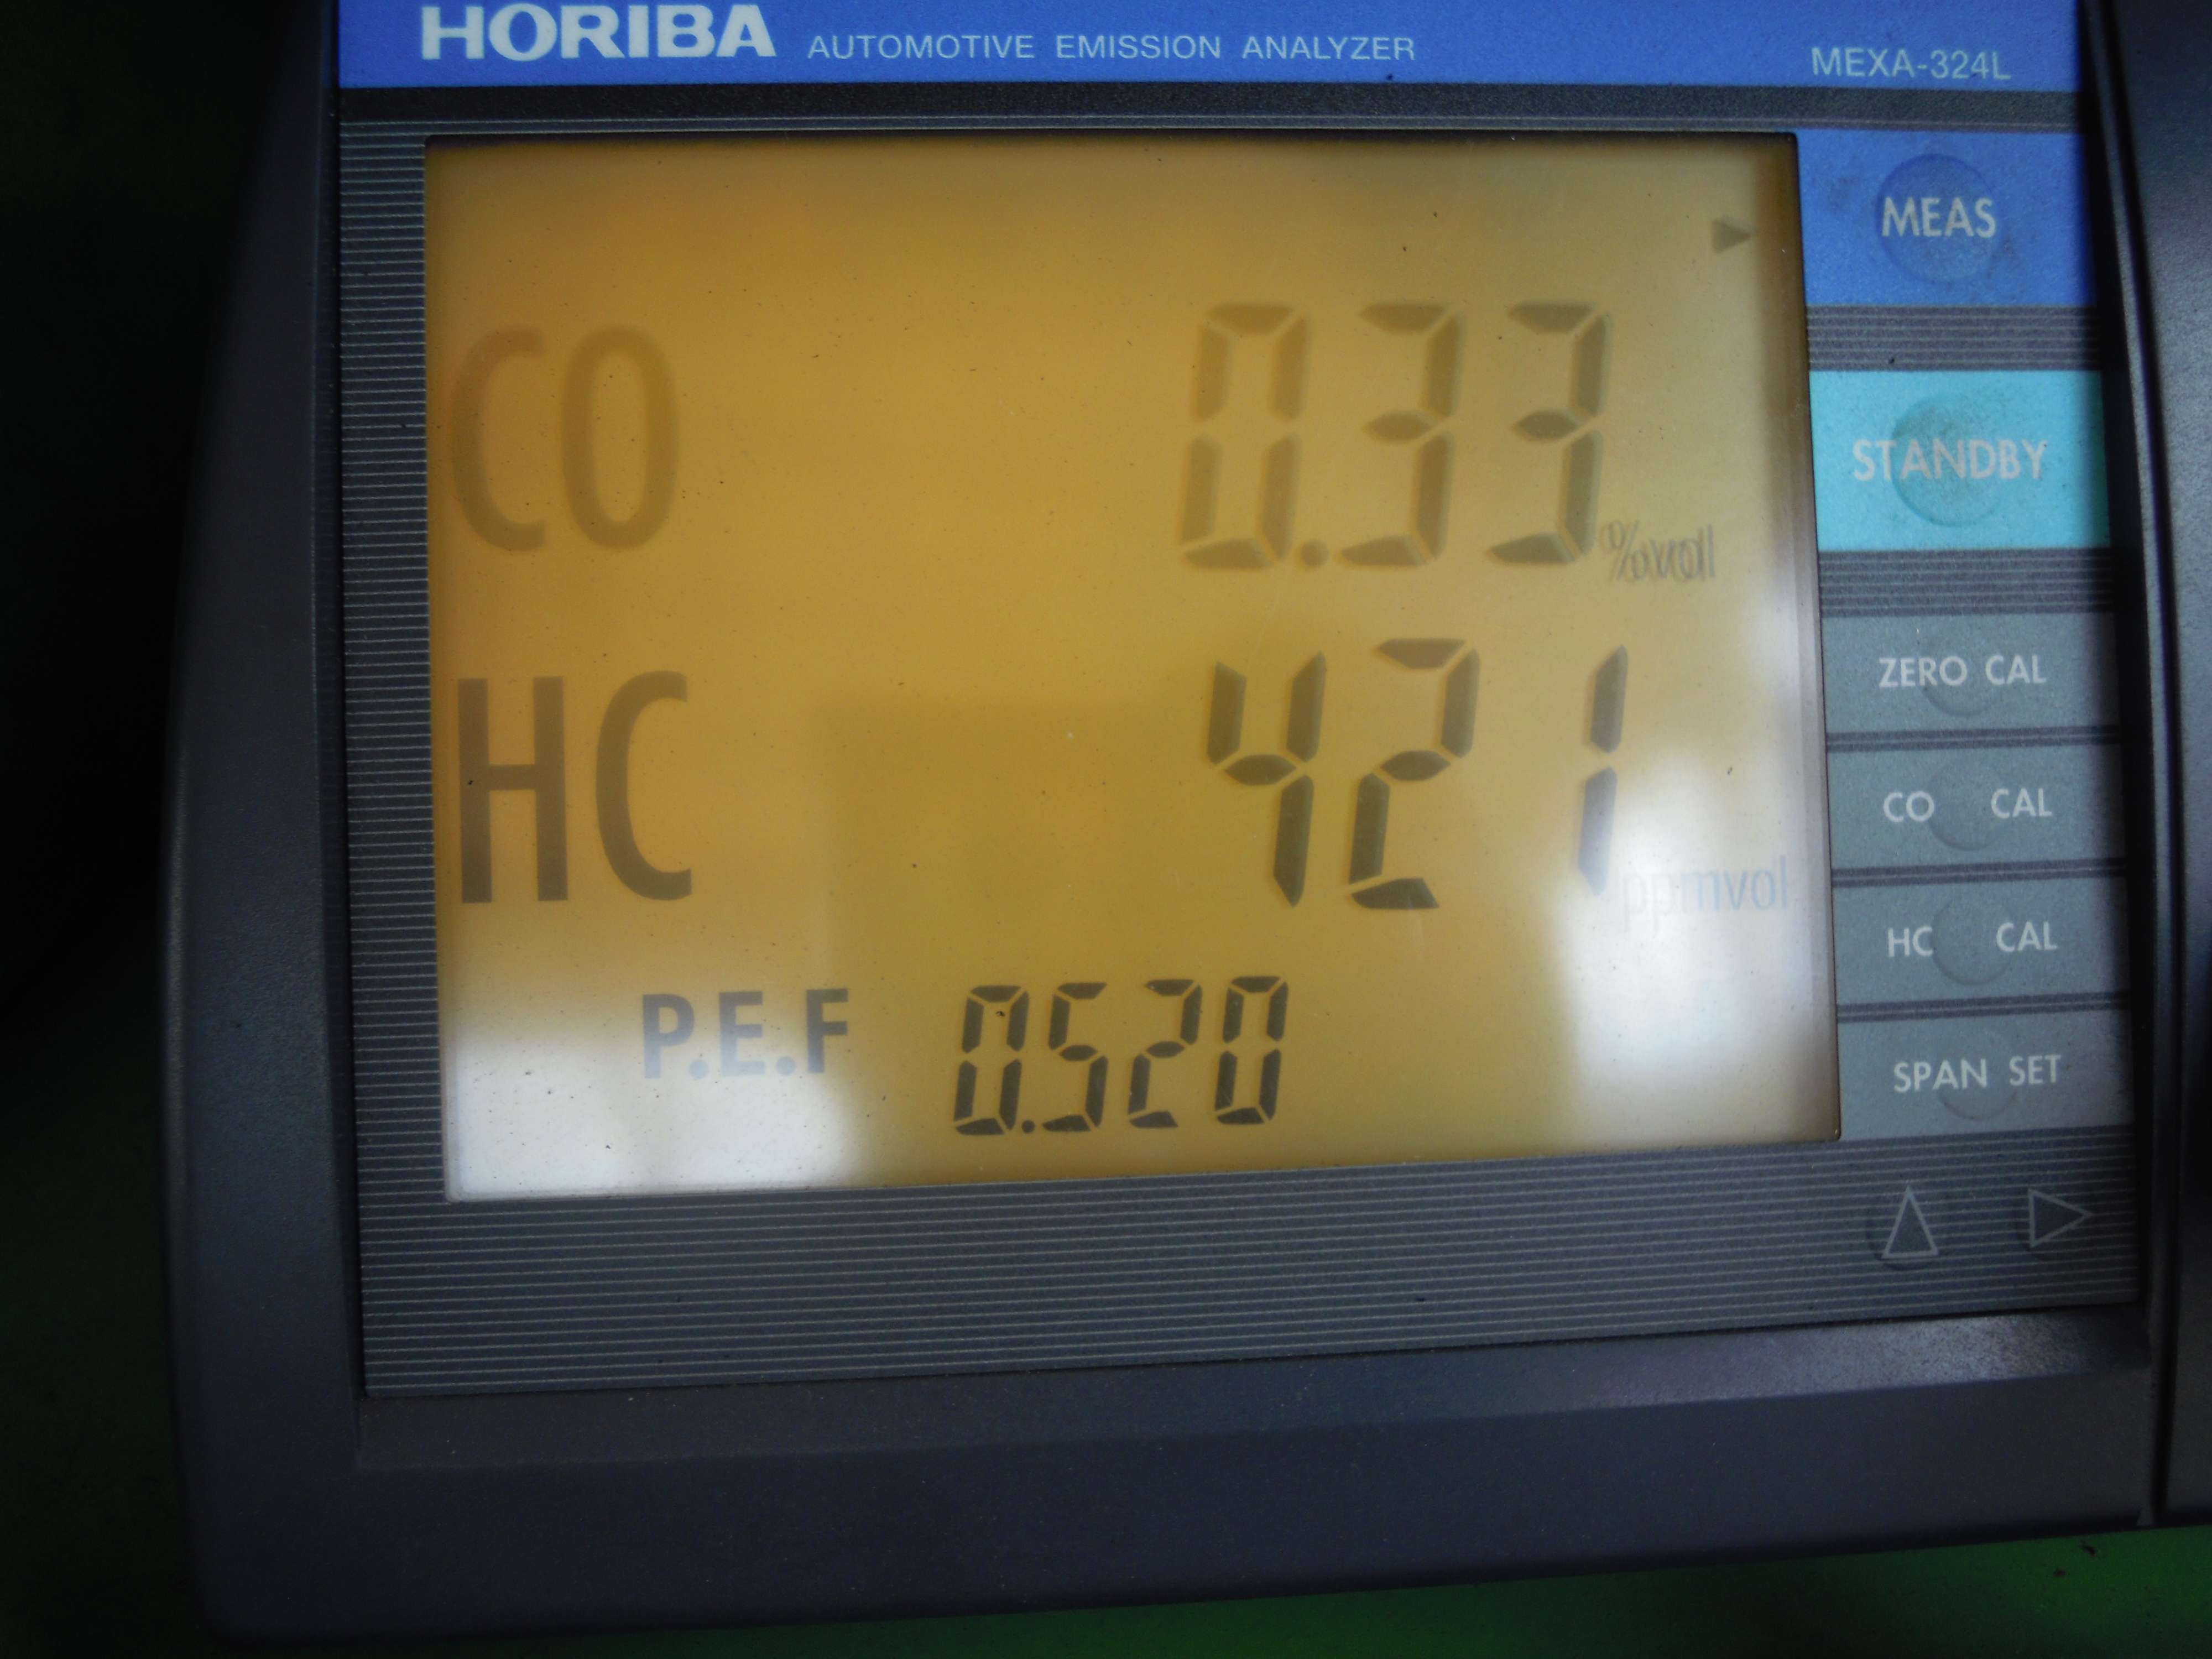 HORIBA AUTOMOTIVE EMISSION ANALYZER MEXA-324L
MEAS
CO 0.33 %vol
STANDBY
HC 421 ppmvol
ZERO CAL
CO CAL
HC CAL
P.E.F 0.520
SPAN SET